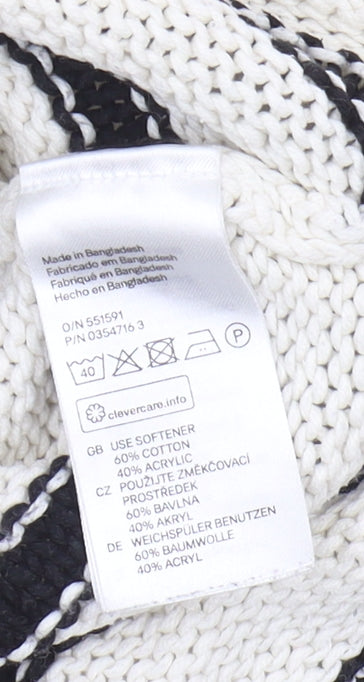 Made in Bangladesh
Fabricado em Bangladesh
Fabriqué en Bangladesh
Hecho en Bangladesh
O/N 551591
P/N 0354716 3
40
P
clevercare.info
GB USE SOFTENER
60% COTTON
40% ACRYLIC
CZ POUŽIJTE ZMĚKČOVACÍ
PROSTŘEDEK
60% BAVLNA
40% AKRYL
DE WEICHSPÜLER BENUTZEN
60% BAUMWOLLE
40% ACRYL